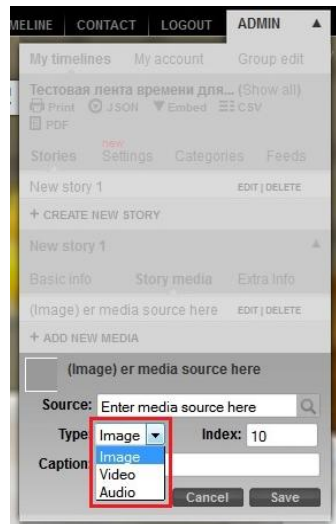 MELINE CONTACT LOGOUT ADMIN ▲
My timelines My account Group edit
Тестовая лента времени для... (Show all)
Print JSON Embed CSV
PDF
new
Stories Settings Categories Feeds
New story 1 EDIT | DELETE
+ CREATE NEW STORY
New story 1
Basic info Story media Extra info
(Image) er media source here EDIT | DELETE
+ ADD NEW MEDIA
(Image) er media source here
Source: Enter media source here
Type: Image Index: 10
Image
Video
Caption
Audio
Cancel Save